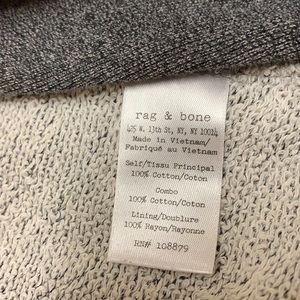 rag & bone
425 W. 13th St, NY, NY 10014
Made in Vietnam/
Fabriqué au Vietnam
Self/Tissu Principal
100% Cotton/Coton
Combo
100% Cotton/Coton
Lining/Doublure
100% Rayon/Rayonne
RN# 108879